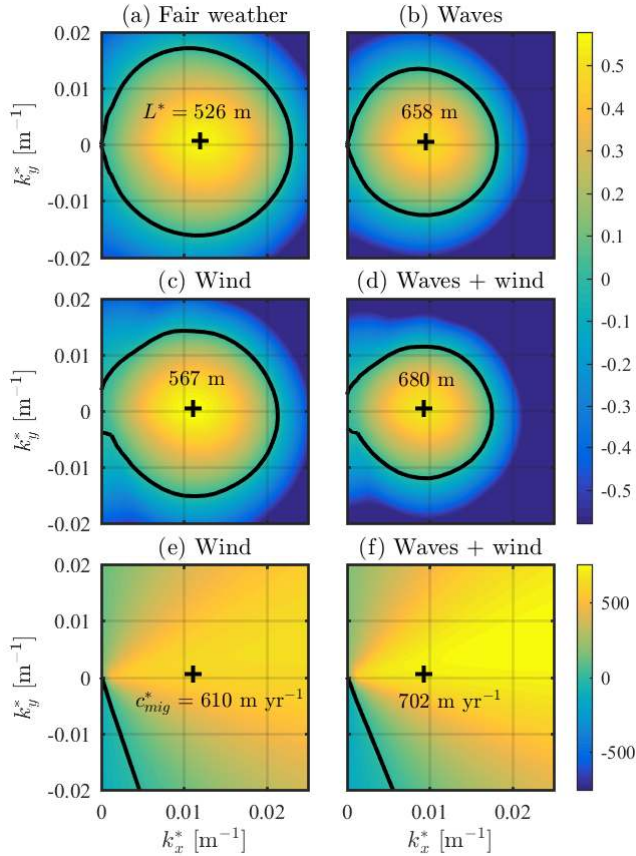 (a) Fair weather
(b) Waves
0.02
0.01
0
-0.01
-0.02
k*y [m−1]
L* = 526 m
658 m
0.5
0.4
0.3
0.2
0.1
0
-0.1
-0.2
-0.3
-0.4
-0.5
(c) Wind
(d) Waves + wind
0.02
0.01
0
-0.01
-0.02
k*y [m−1]
567 m
680 m
(e) Wind
(f) Waves + wind
0.02
0.01
0
-0.01
-0.02
k*y [m−1]
c*mig = 610 m yr−1
702 m yr−1
500
0
-500
0 0.01 0.02
0 0.01 0.02
k*x [m−1]
k*x [m−1]